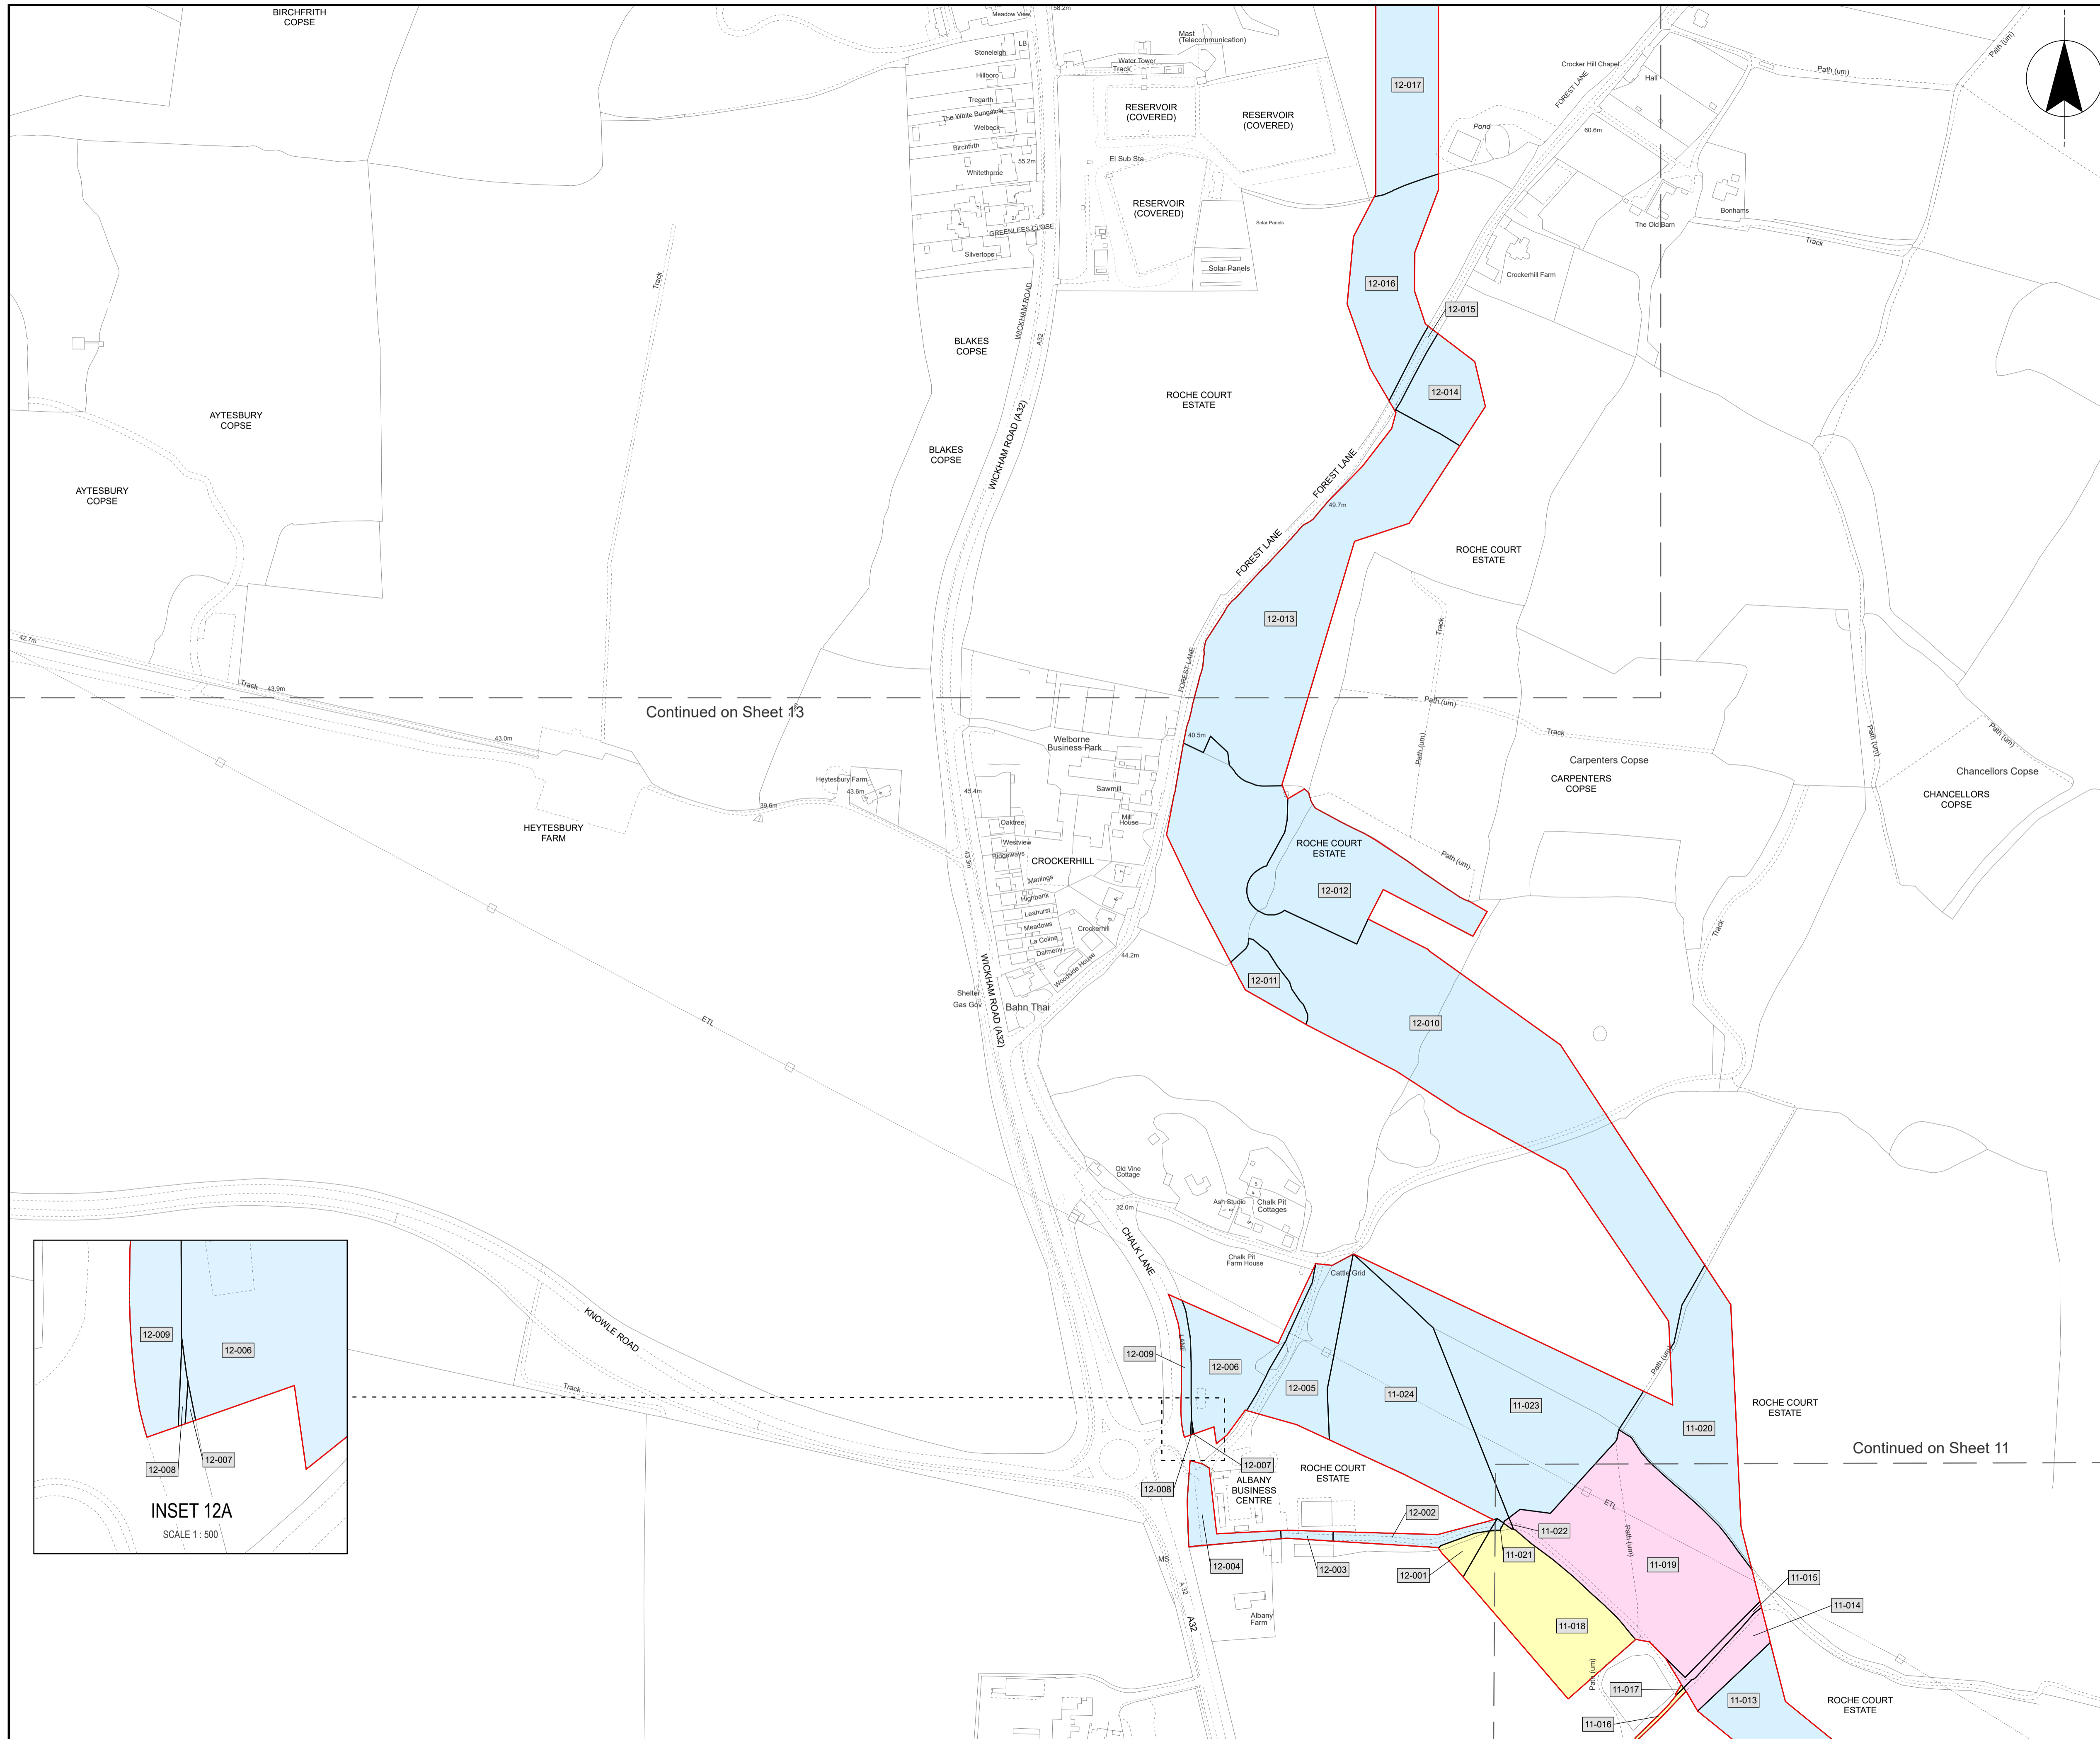 BIRCHFRITH
COPSE
Meadow View
58.2m
LB
Stoneleigh
Hillboro
Tregarth
The White Bungalow
Welbeck
Birchfirth
55.2m
Whitethorne
GREENLEES CLOSE
Silvertops
Mast
(Telecommunication)
Water Tower
Track
RESERVOIR
(COVERED)
RESERVOIR
(COVERED)
El Sub Sta
RESERVOIR
(COVERED)
Solar Panels
Solar Panels
12-017
Pond
Crocker Hill Chapel
Hall
FOREST LANE
60.6m
Path (um)
Path (um)
The Old Barn
Bonhams
Track
Crockerhill Farm
12-016
12-015
12-014
Track
WICKHAM ROAD
A32
BLAKES
COPSE
ROCHE COURT
ESTATE
AYTESBURY
COPSE
WICKHAM ROAD (A32)
BLAKES
COPSE
AYTESBURY
COPSE
FOREST LANE
49.7m
FOREST LANE
ROCHE COURT
ESTATE
12-013
Track
42.7m
Track
43.9m
FOREST LANE
Continued on Sheet 13
43.0m
Path (um)
Track
Path (um)
Path (um)
Path (um)
40.5m
Welborne
Business Park
Carpenters Copse
CARPENTERS
COPSE
Chancellors Copse
CHANCELLORS
COPSE
Heytesbury Farm
43.6m
39.6m
45.4m
Sawmill
Mill
House
HEYTESBURY
FARM
Oaktree
Westview
Ridgeways
43.3m
CROCKERHILL
Marlings
Highbank
Leahurst
Meadows
La Colina
Dalmeny
Crockerhill
Woodside House
44.2m
ROCHE COURT
ESTATE
Path (um)
12-012
Track
12-011
WICKHAM ROAD (A32)
Shelter
Gas Gov
Bahn Thai
ETL
12-010
Old Vine
Cottage
Ash Studio
Chalk Pit
Cottages
32.0m
CHALK LANE
Chalk Pit
Farm House
Cattle Grid
KNOWLE ROAD
Track
12-009
12-006
12-008
12-007
INSET 12A
SCALE 1 : 500
LANE
12-009
12-006
12-005
11-024
11-023
Path (um)
11-020
ROCHE COURT
ESTATE
Continued on Sheet 11
12-007
12-008
ALBANY
BUSINESS
CENTRE
ROCHE COURT
ESTATE
12-002
ETL
11-022
Path (um)
11-021
11-019
12-004
12-003
12-001
MS
A 32
A32
Albany
Farm
11-018
11-015
11-014
Path (um)
11-017
11-016
11-013
ROCHE COURT
ESTATE